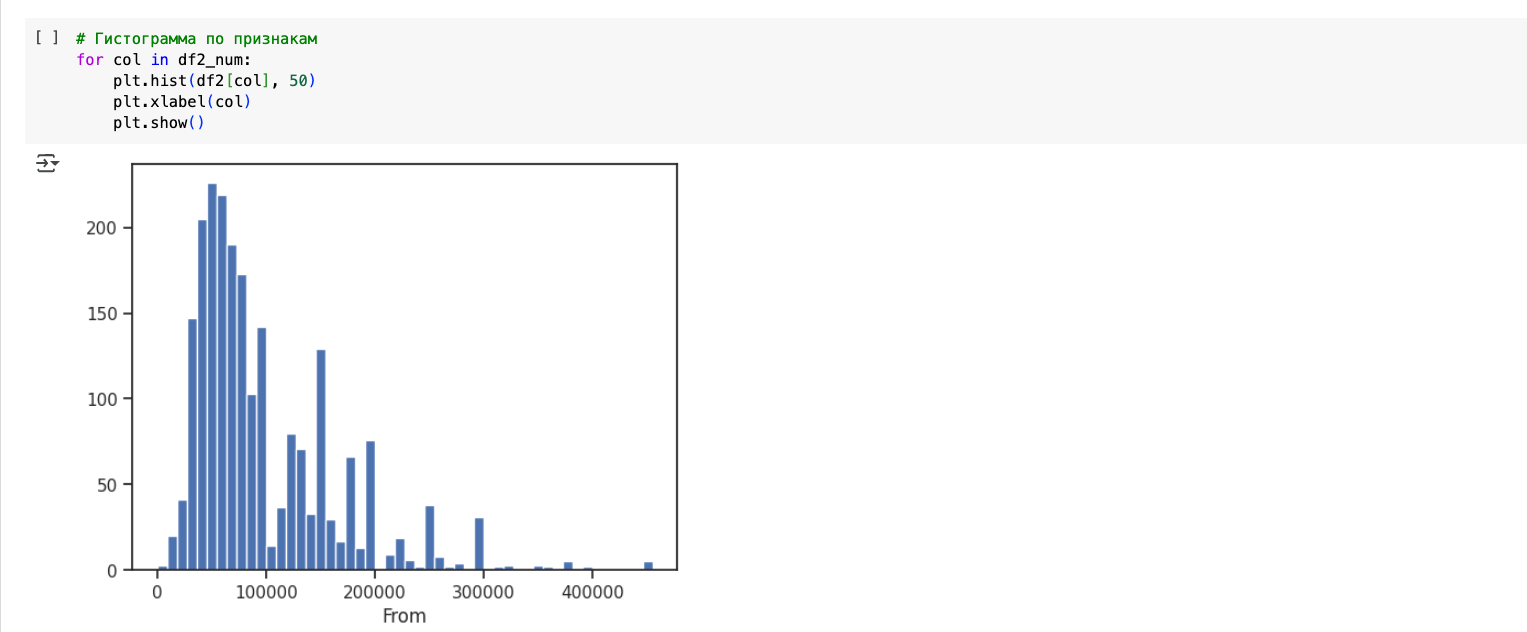 [ ] # Гистограмма по признакам
for col in df2_num:
    plt.hist(df2[col], 50)
    plt.xlabel(col)
    plt.show()
200
150
100
50
0
0 100000 200000 300000 400000
From